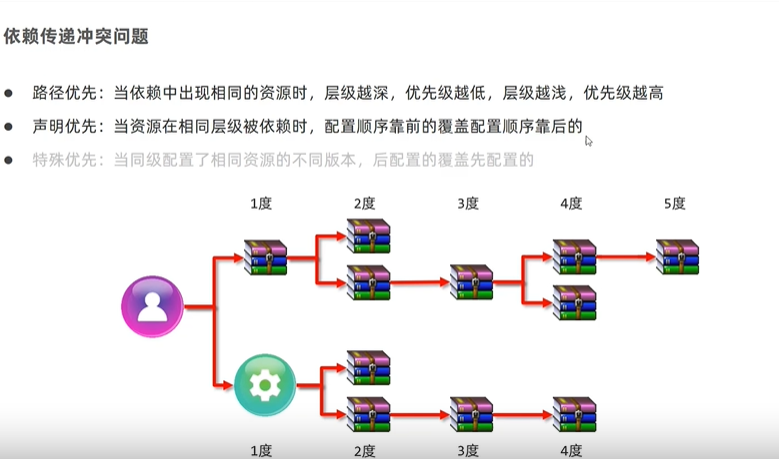 依赖传递冲突问题
● 路径优先：当依赖中出现相同的资源时，层级越深，优先级越低，层级越浅，优先级越高
● 声明优先：当资源在相同层级被依赖时，配置顺序靠前的覆盖配置顺序靠后的
● 特殊优先：当同级配置了相同资源的不同版本，后配置的覆盖先配置的
1度 2度 3度 4度 5度
1度 2度 3度 4度